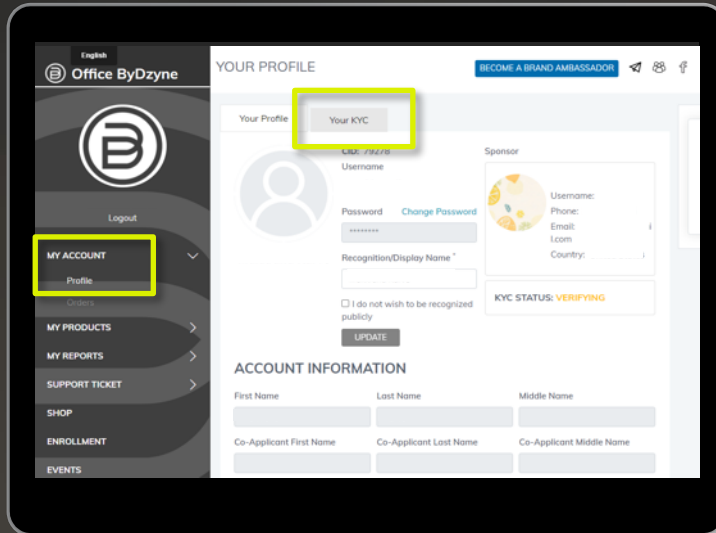 English
Office ByDzyne
Logout
MY ACCOUNT
Profile
Orders
MY PRODUCTS
MY REPORTS
SUPPORT TICKET
SHOP
ENROLLMENT
EVENTS
YOUR PROFILE
BECOME A BRAND AMBASSADOR
Your Profile
Your KYC
CID: 79278
Username
Password Change Password
********
Recognition/Display Name *
I do not wish to be recognized
publicly
UPDATE
Sponsor
Username:
Phone:
Email:
l.com
Country:
KYC STATUS: VERIFYING
ACCOUNT INFORMATION
First Name Last Name Middle Name
Co-Applicant First Name Co-Applicant Last Name Co-Applicant Middle Name